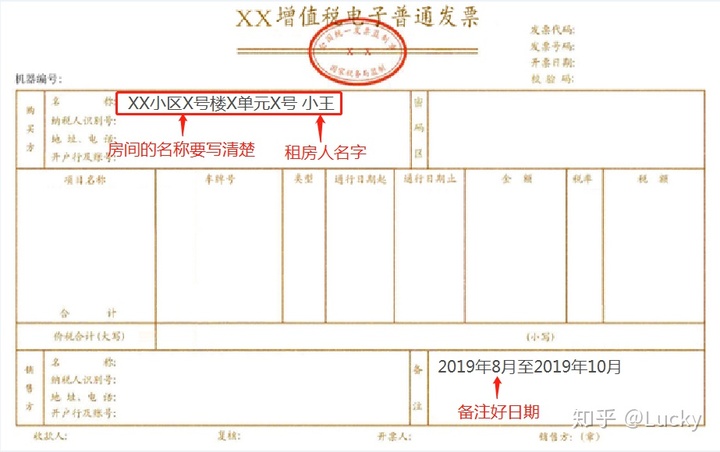 XX增值税电子普通发票
全国统一发票监制章
X X
国家税务局监制
发票代码:
发票号码:
开票日期:
校验码:
机器编号:
购买方
名称:
XX小区X号楼X单元X号 小王
纳税人识别号:
地址、电话:
开户行及账号:
房间的名称要写清楚
租房人名字
密码区
项目名称 车牌号 类型 通行日期起 通行日期止 金额 税率 税额
合计
价税合计(大写) (小写)
销售方
名称:
纳税人识别号:
地址、电话:
开户行及账号:
备注
2019年8月至2019年10月
备注好日期
收款人: 复核: 开票人: 销售方:(章)
知乎 @Lucky